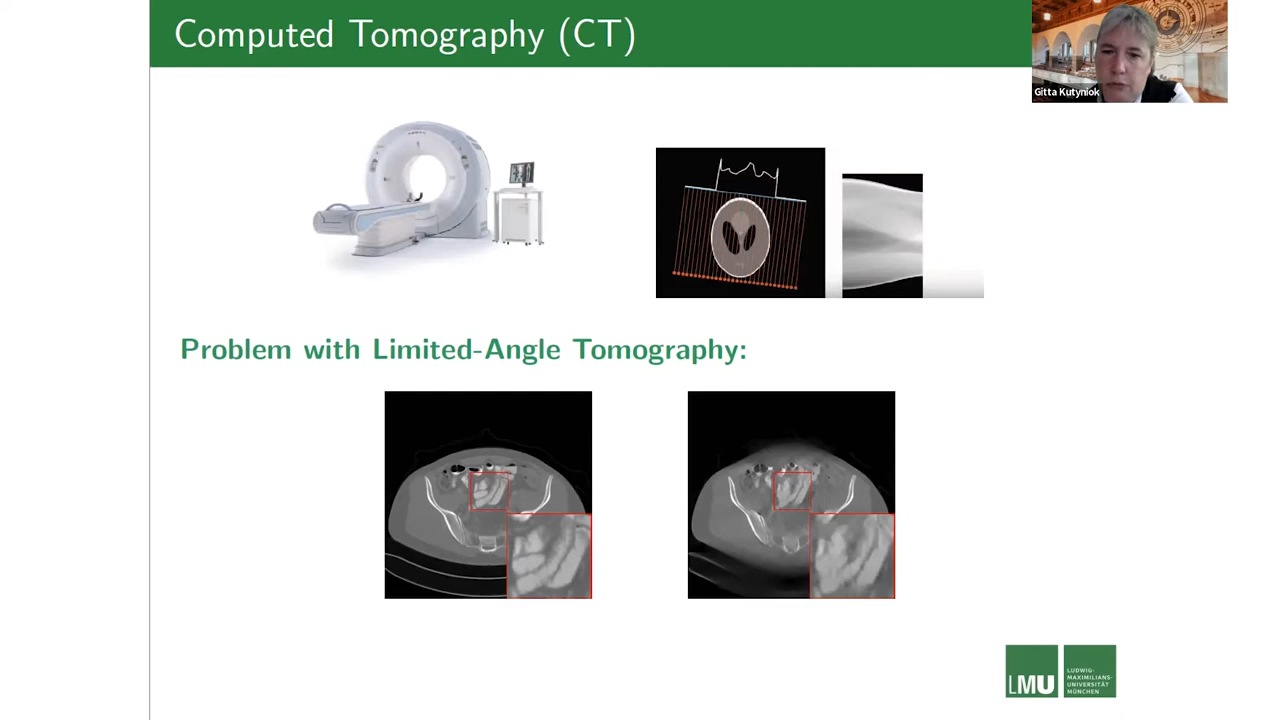 Computed Tomography (CT)
Gitta Kutyniok
Problem with Limited-Angle Tomography:
LMU
LUDWIG-
MAXIMILIANS-
UNIVERSITÄT
MÜNCHEN